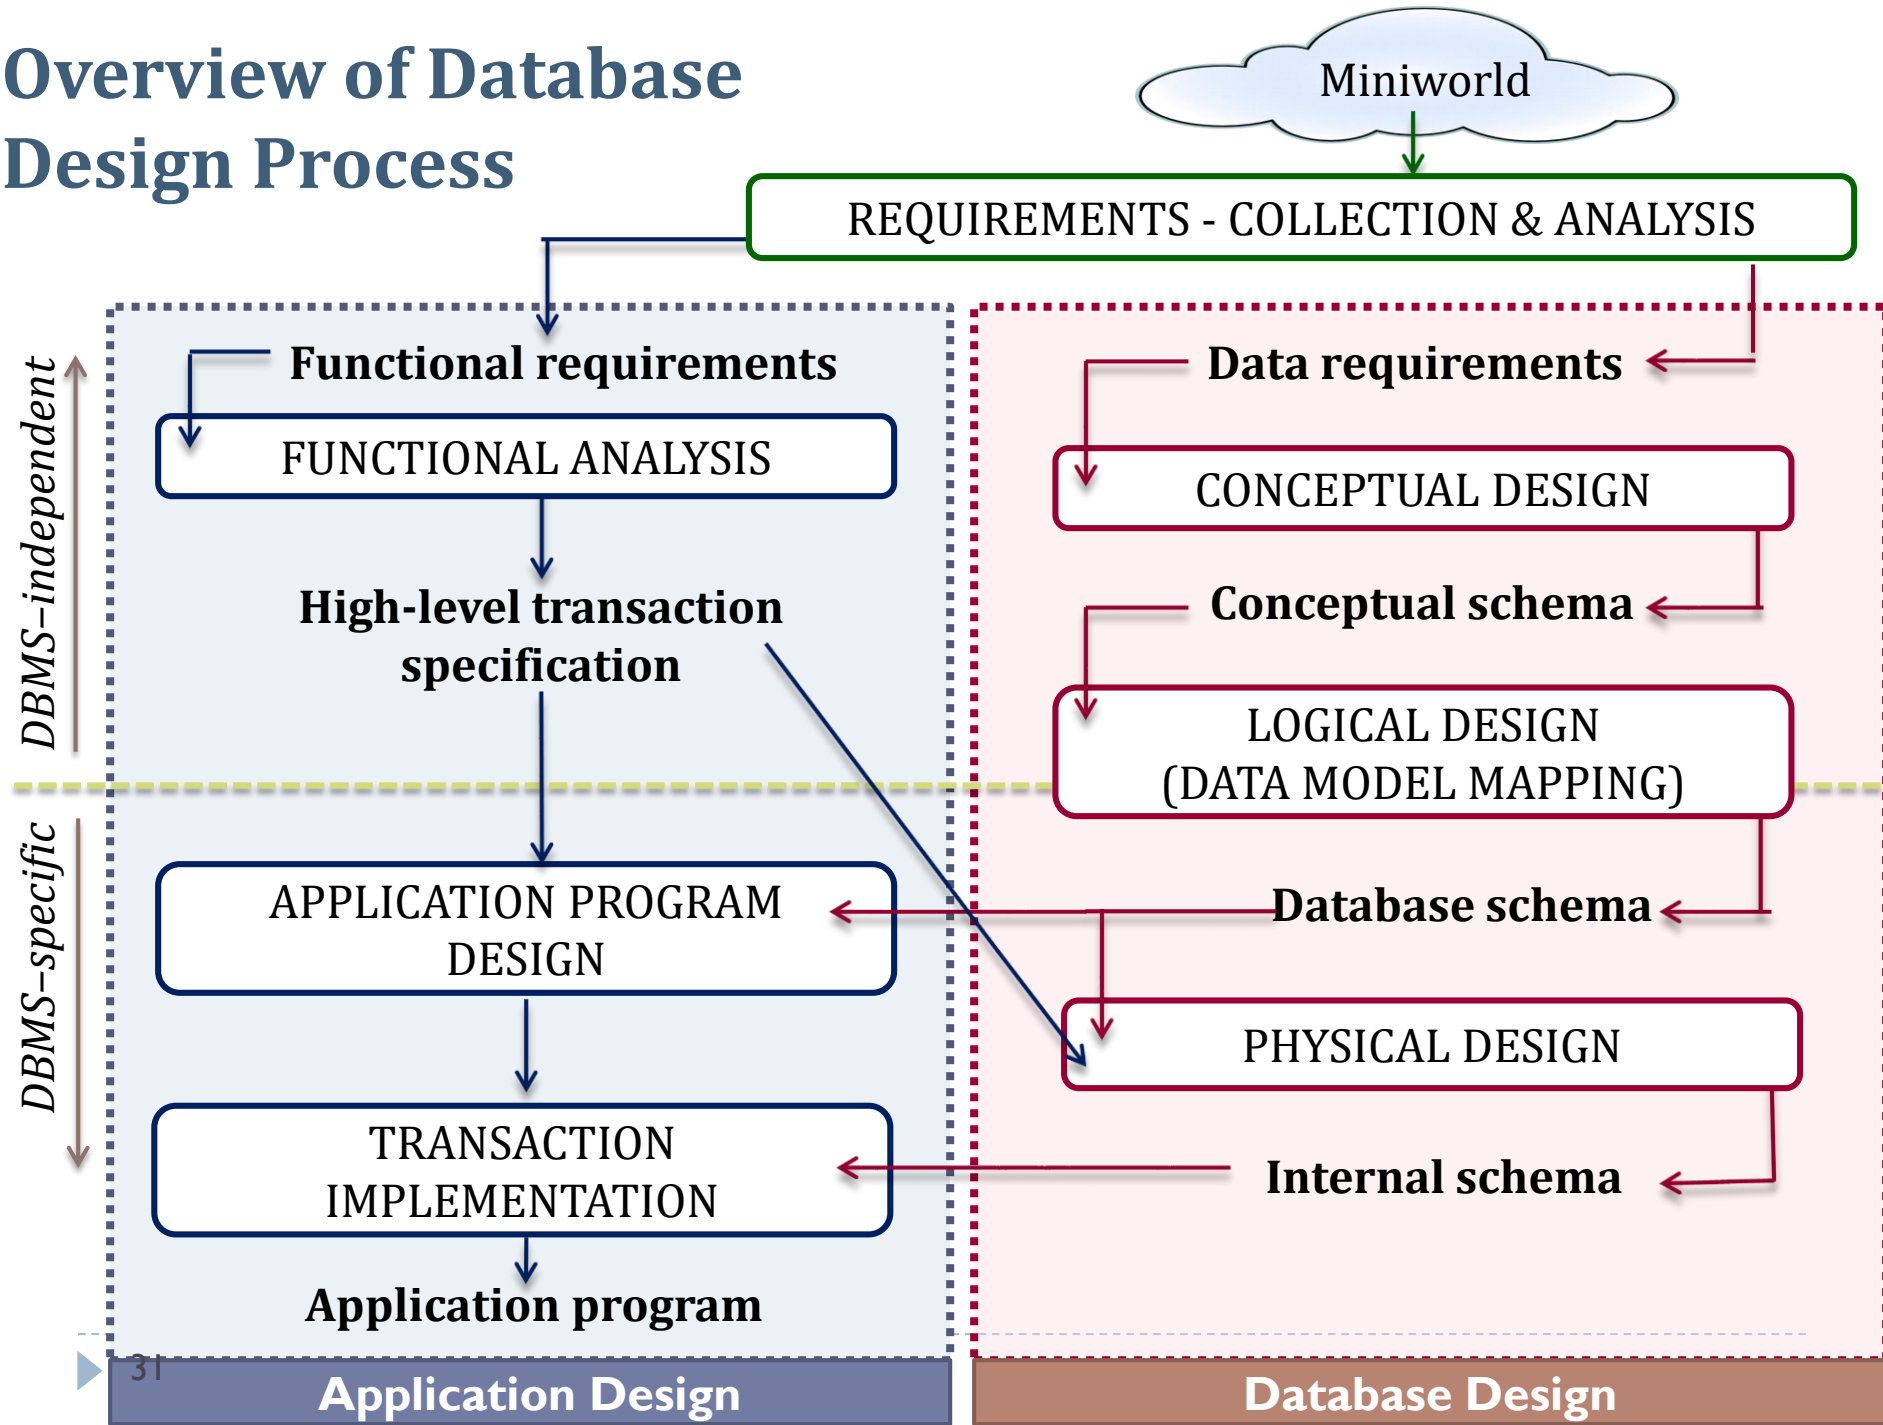 Overview of Database
Design Process
Miniworld
REQUIREMENTS - COLLECTION & ANALYSIS
DBMS–independent
DBMS–specific
Functional requirements
FUNCTIONAL ANALYSIS
High-level transaction
specification
APPLICATION PROGRAM
DESIGN
TRANSACTION
IMPLEMENTATION
Application program
Data requirements
CONCEPTUAL DESIGN
Conceptual schema
LOGICAL DESIGN
(DATA MODEL MAPPING)
Database schema
PHYSICAL DESIGN
Internal schema
31
Application Design
Database Design